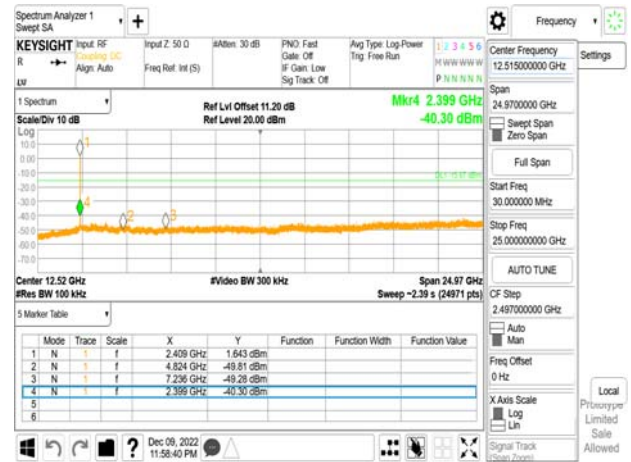 Spectrum Analyzer 1
Swept SA
Frequency
KEYSIGHT
Input: RF
Coupling: DC
Align: Auto
Input Z: 50 Ω
Freq Ref: Int (S)
#Atten: 30 dB
PNO: Fast
Gate: Off
IF Gain: Low
Sig Track: Off
Avg Type: Log-Power
Trig: Free Run
1 2 3 4 5 6
M W W W W W
P N N N N N
R
1 Spectrum
Scale/Div 10 dB
Ref Lvl Offset 11.20 dB
Ref Level 20.00 dBm
Mkr4 2.399 GHz
-40.30 dBm
Log
10.0
0.00
-10.0
-20.0
-30.0
-40.0
-50.0
-60.0
-70.0
1
4
2
3
Center 12.52 GHz
#Res BW 100 kHz
#Video BW 300 kHz
Span 24.97 GHz
Sweep ~2.39 s (24971 pts)
5 Marker Table
Mode Trace Scale X Y Function Function Width Function Value
1 N 1 f 2.409 GHz 1.643 dBm
2 N 1 f 4.824 GHz -49.81 dBm
3 N 1 f 7.236 GHz -49.28 dBm
4 N 1 f 2.399 GHz -40.30 dBm
5
6
Dec 09, 2022
11:58:40 PM
Center Frequency
12.515000000 GHz
Settings
Span
24.9700000 GHz
Swept Span
Zero Span
Full Span
Start Freq
30.000000 MHz
Stop Freq
25.000000000 GHz
AUTO TUNE
CF Step
2.497000000 GHz
Auto
Man
Freq Offset
0 Hz
X Axis Scale
Log
Lin
Signal Track
(Span Zoom)
Local
Prototype
Limited
Sale
Allowed